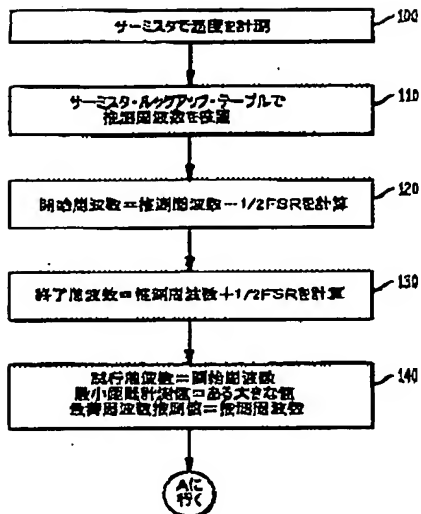 サーミスタで温度を計測
100
サーミスタ・ルックアップ・テーブルで
推測周波数を検索
110
開始周波数=推測周波数-1/2FSRを計算
120
終了周波数=推測周波数+1/2FSRを計算
130
試行周波数=開始周波数
最小距離計測値=ある大きな値
最善周波数推測値=推測周波数
140
Aに
行く